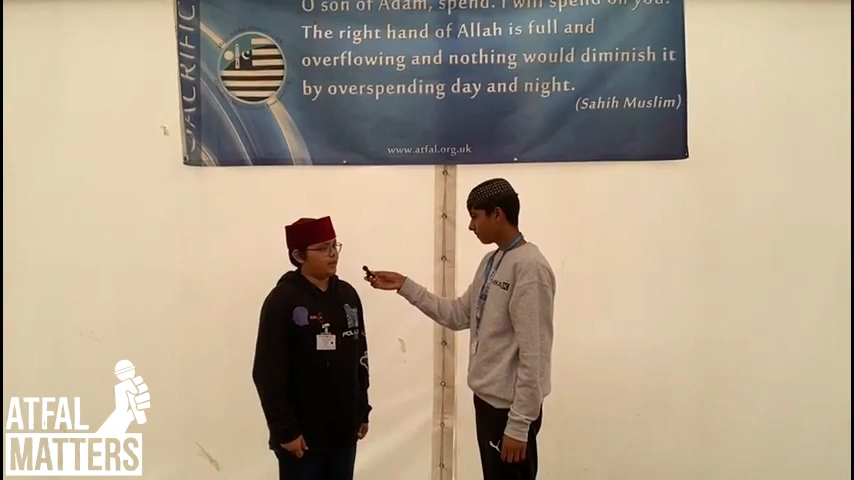 SACRIFIC
O son of Adam, spend. I will spend on you.
The right hand of Allah is full and
overflowing and nothing would diminish it
by overspending day and night.
(Sahih Muslim)
www.atfal.org.uk
ATFAL
MATTERS